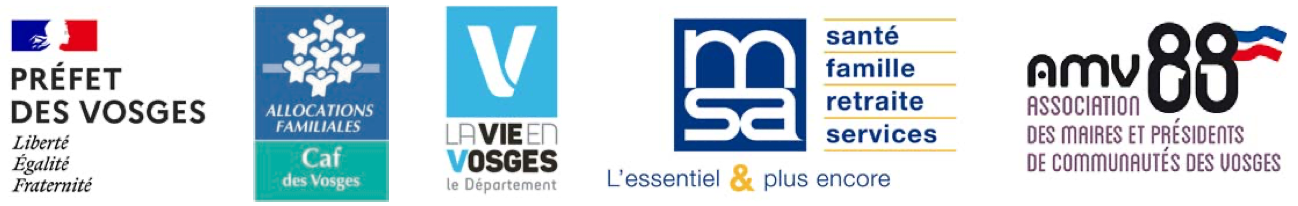 PRÉFET
DES VOSGES
Liberté
Égalité
Fraternité
ALLOCATIONS
FAMILIALES
Caf
des Vosges
LA VIE EN
VOSGES
le Département
msa
santé
famille
retraite
services
L'essentiel & plus encore
AMV88
ASSOCIATION
DES MAIRES ET PRÉSIDENTS
DE COMMUNAUTÉS DES VOSGES